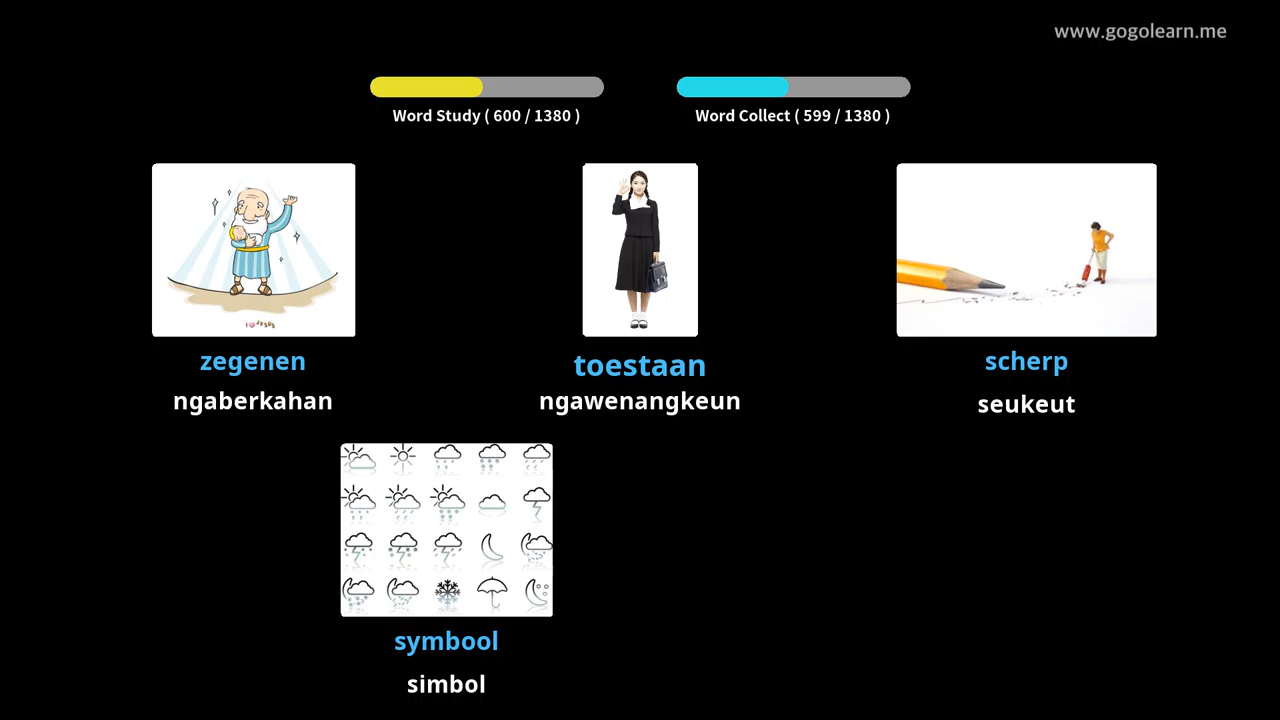 www.gogolearn.me
Word Study ( 600 / 1380 )
Word Collect ( 599 / 1380 )
zegenen
ngaberkahan
toestaan
ngawenangkeun
scherp
seukeut
symbool
simbol